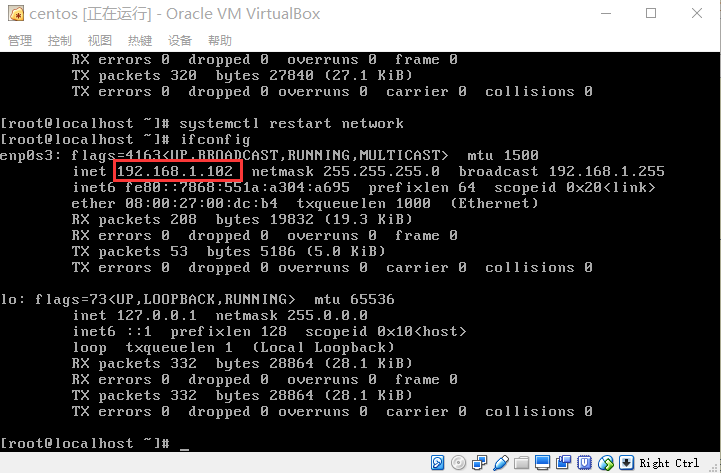 centos [正在运行] - Oracle VM VirtualBox
管理 控制 视图 热键 设备 帮助
RX errors 0 dropped 0 overruns 0 frame 0
TX packets 320 bytes 27840 (27.1 KiB)
TX errors 0 dropped 0 overruns 0 carrier 0 collisions 0
[root@localhost ~]# systemctl restart network
[root@localhost ~]# ifconfig
enp0s3: flags=4163<UP,BROADCAST,RUNNING,MULTICAST> mtu 1500
inet 192.168.1.102 netmask 255.255.255.0 broadcast 192.168.1.255
inet6 fe80::7868:551a:a304:a695 prefixlen 64 scopeid 0x20<link>
ether 08:00:27:00:dc:b4 txqueuelen 1000 (Ethernet)
RX packets 208 bytes 19832 (19.3 KiB)
RX errors 0 dropped 0 overruns 0 frame 0
TX packets 53 bytes 5186 (5.0 KiB)
TX errors 0 dropped 0 overruns 0 carrier 0 collisions 0
lo: flags=73<UP,LOOPBACK,RUNNING> mtu 65536
inet 127.0.0.1 netmask 255.0.0.0
inet6 ::1 prefixlen 128 scopeid 0x10<host>
loop txqueuelen 1 (Local Loopback)
RX packets 332 bytes 28864 (28.1 KiB)
RX errors 0 dropped 0 overruns 0 frame 0
TX packets 332 bytes 28864 (28.1 KiB)
TX errors 0 dropped 0 overruns 0 carrier 0 collisions 0
[root@localhost ~]# _
Right Ctrl